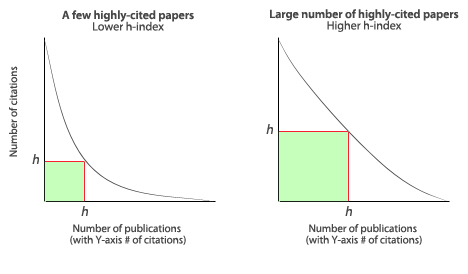 A few highly-cited papers
Lower h-index
Number of citations
h
h
Number of publications
(with Y-axis # of citations)
Large number of highly-cited papers
Higher h-index
h
h
Number of publications
(with Y-axis # of citations)